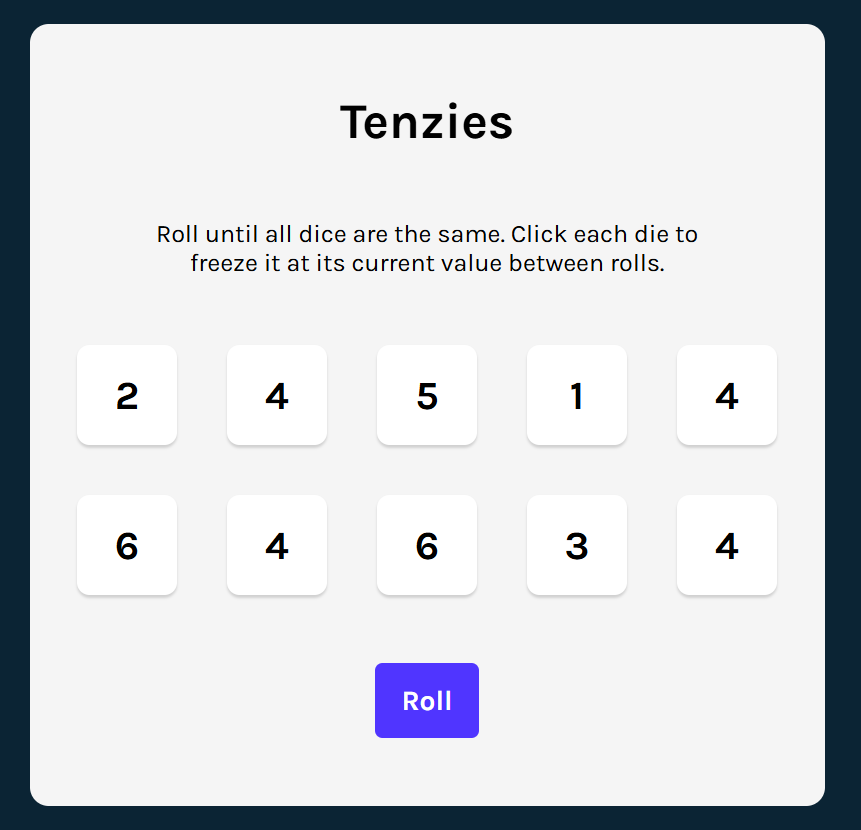 Tenzies
Roll until all dice are the same. Click each die to
freeze it at its current value between rolls.
2 4 5 1 4
6 4 6 3 4
Roll